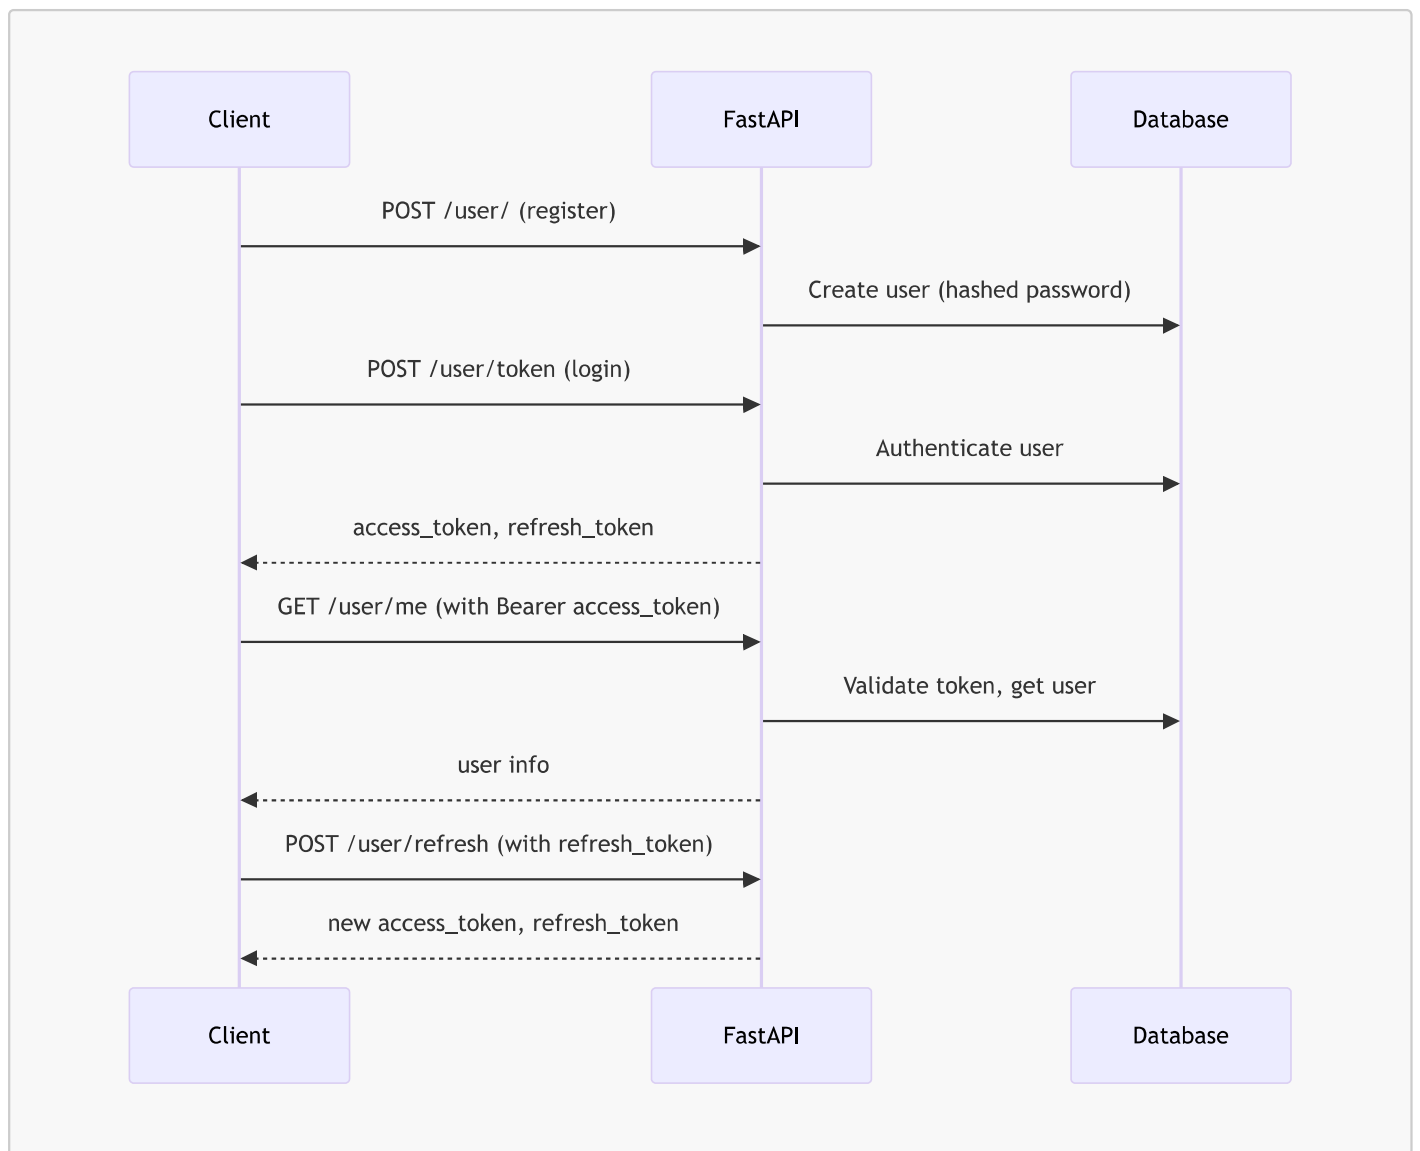 Client
FastAPI
Database
POST /user/ (register)
Create user (hashed password)
POST /user/token (login)
Authenticate user
access_token, refresh_token
GET /user/me (with Bearer access_token)
Validate token, get user
user info
POST /user/refresh (with refresh_token)
new access_token, refresh_token
Client
FastAPI
Database